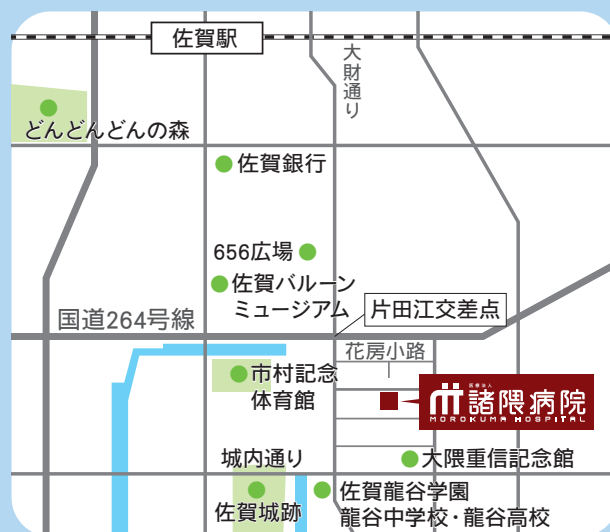 佐賀駅
大財通り
どんどんどんの森
佐賀銀行
656広場
佐賀バルーン
ミュージアム
片田江交差点
国道264号線
花房小路
市村記念
体育館
医療法人
諸隈病院
MOROKUMA HOSPITAL
城内通り
大隈重信記念館
佐賀城跡
佐賀龍谷学園
龍谷中学校・龍谷高校